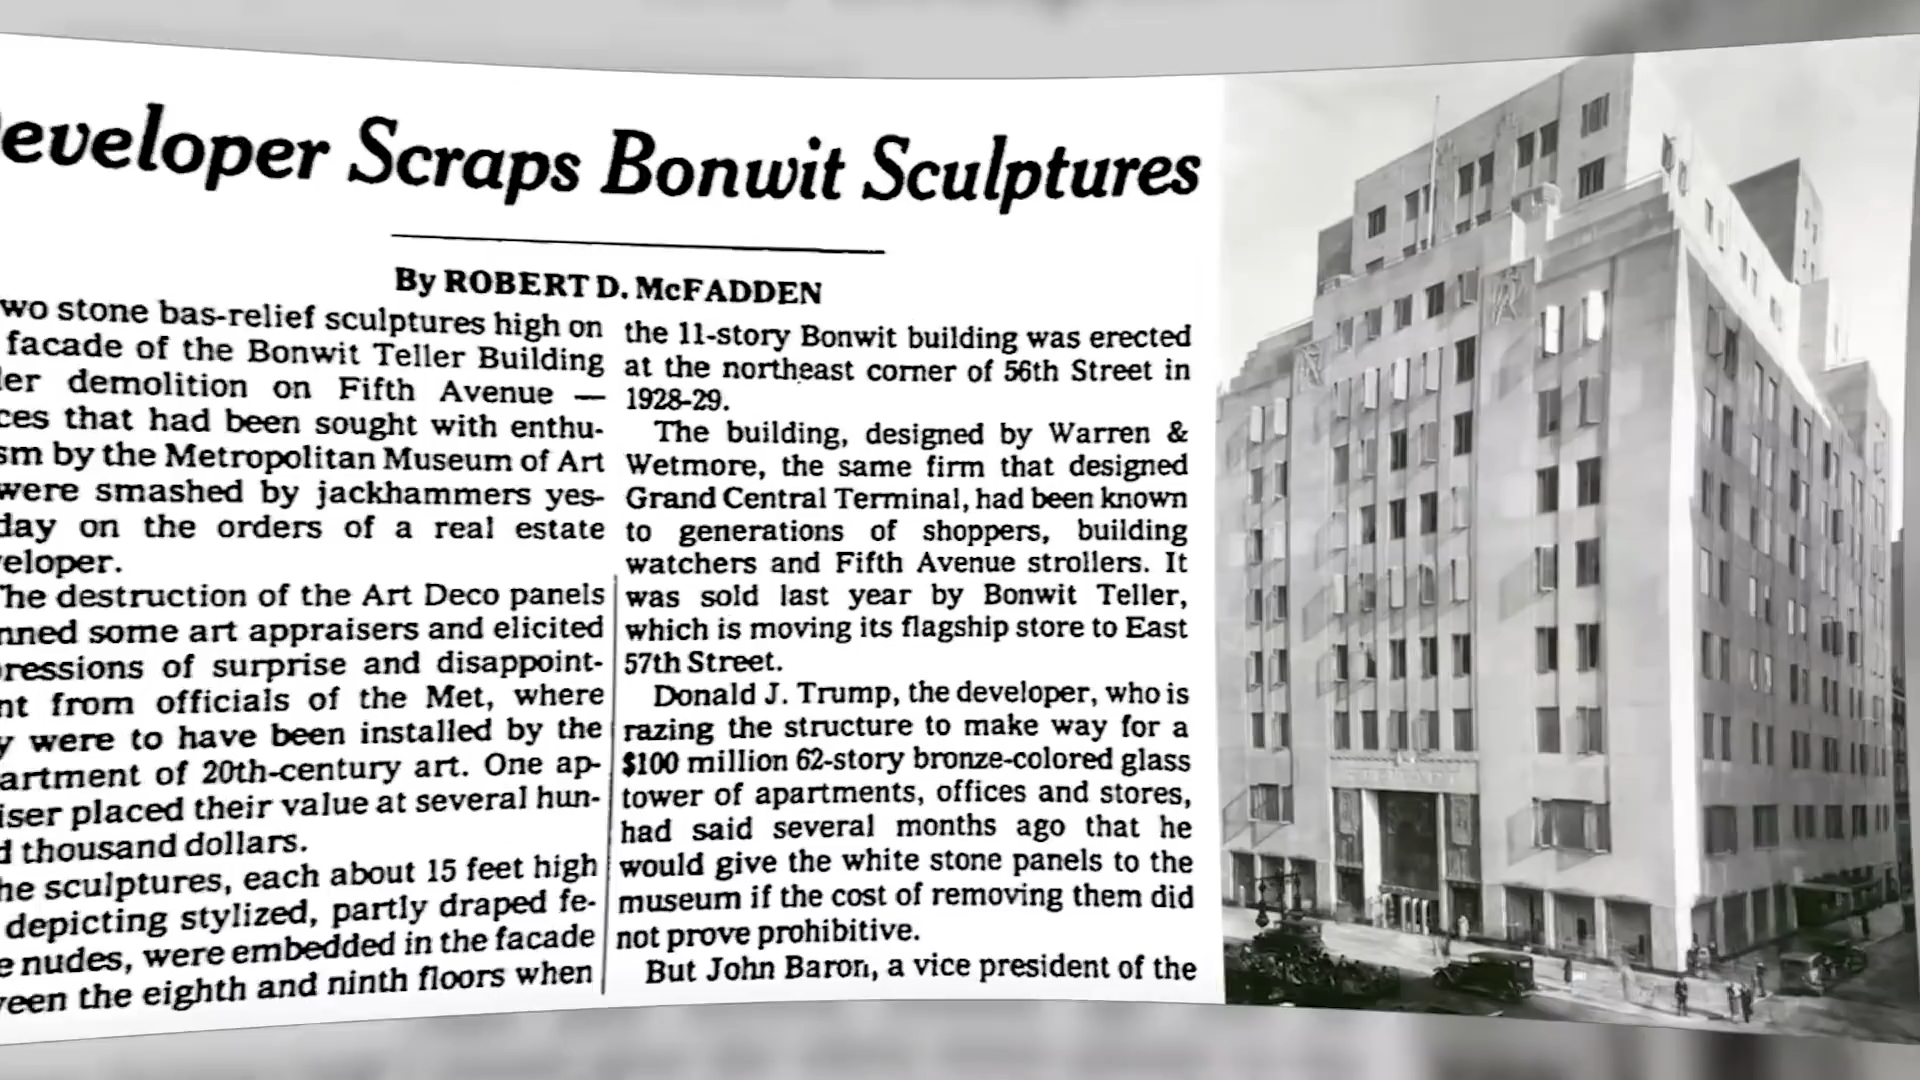 eveloper Scraps Bonwit Sculptures
By ROBERT D. McFADDEN
wo stone bas-relief sculptures high on
facade of the Bonwit Teller Building
er demolition on Fifth Avenue —
ces that had been sought with enthu-
sm by the Metropolitan Museum of Art
were smashed by jackhammers yes-
day on the orders of a real estate
veloper.
The destruction of the Art Deco panels
nned some art appraisers and elicited
pressions of surprise and disappoint-
nt from officials of the Met, where
y were to have been installed by the
artment of 20th-century art. One ap-
iser placed their value at several hun-
d thousand dollars.
he sculptures, each about 15 feet high
depicting stylized, partly draped fe-
e nudes, were embedded in the facade
ween the eighth and ninth floors when
the 11-story Bonwit building was erected
at the northeast corner of 56th Street in
1928-29.
The building, designed by Warren &
Wetmore, the same firm that designed
Grand Central Terminal, had been known
to generations of shoppers, building
watchers and Fifth Avenue strollers. It
was sold last year by Bonwit Teller,
which is moving its flagship store to East
57th Street.
Donald J. Trump, the developer, who is
razing the structure to make way for a
$100 million 62-story bronze-colored glass
tower of apartments, offices and stores,
had said several months ago that he
would give the white stone panels to the
museum if the cost of removing them did
not prove prohibitive.
But John Baron, a vice president of the